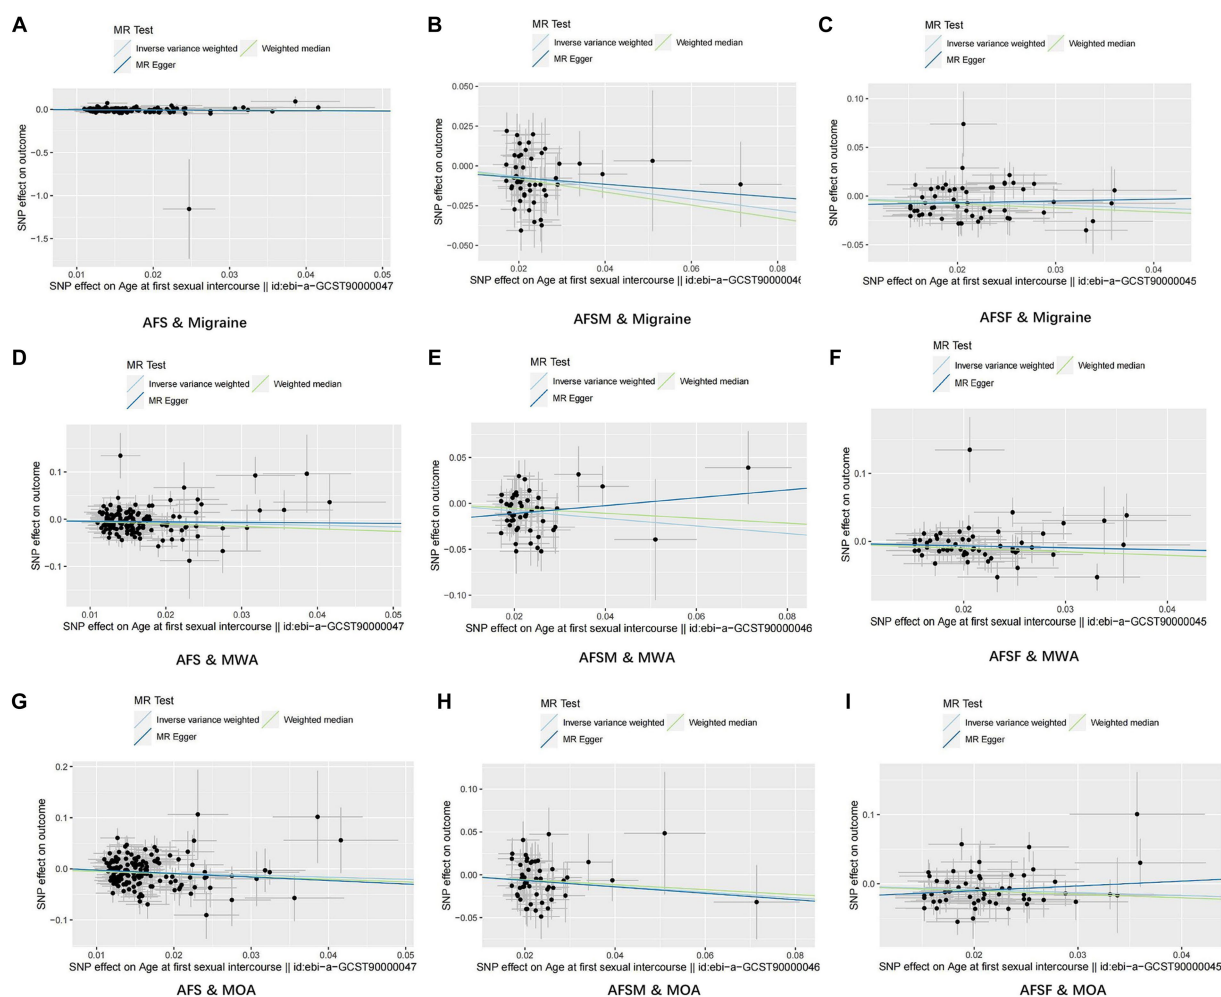 A
MR Test
Inverse variance weighted
Weighted median
MR Egger
SNP effect on outcome
0.0
−0.5
−1.0
−1.5
0.01 0.02 0.03 0.04 0.05
SNP effect on Age at first sexual intercourse || id:ebi−a−GCST90000047
AFS & Migraine
B
MR Test
Inverse variance weighted
Weighted median
MR Egger
SNP effect on outcome
0.050
0.025
0.000
−0.025
−0.050
0.02 0.04 0.06 0.08
SNP effect on Age at first sexual intercourse || id:ebi−a−GCST90000046
AFSM & Migraine
C
MR Test
Inverse variance weighted
Weighted median
MR Egger
SNP effect on outcome
0.10
0.05
0.00
−0.05
0.02 0.03 0.04
SNP effect on Age at first sexual intercourse || id:ebi−a−GCST90000045
AFSF & Migraine
D
MR Test
Inverse variance weighted
Weighted median
MR Egger
SNP effect on outcome
0.1
0.0
−0.1
0.01 0.02 0.03 0.04 0.05
SNP effect on Age at first sexual intercourse || id:ebi−a−GCST90000047
AFS & MWA
E
MR Test
Inverse variance weighted
Weighted median
MR Egger
SNP effect on outcome
0.05
0.00
−0.05
−0.10
0.02 0.04 0.06 0.08
SNP effect on Age at first sexual intercourse || id:ebi−a−GCST90000046
AFSM & MWA
F
MR Test
Inverse variance weighted
Weighted median
MR Egger
SNP effect on outcome
0.1
0.0
0.02 0.03 0.04
SNP effect on Age at first sexual intercourse || id:ebi−a−GCST90000045
AFSF & MWA
G
MR Test
Inverse variance weighted
Weighted median
MR Egger
SNP effect on outcome
0.2
0.1
0.0
−0.1
0.01 0.02 0.03 0.04 0.05
SNP effect on Age at first sexual intercourse || id:ebi−a−GCST90000047
AFS & MOA
H
MR Test
Inverse variance weighted
Weighted median
MR Egger
SNP effect on outcome
0.10
0.05
0.00
−0.05
0.02 0.04 0.06 0.08
SNP effect on Age at first sexual intercourse || id:ebi−a−GCST90000046
AFSM & MOA
I
MR Test
Inverse variance weighted
Weighted median
MR Egger
SNP effect on outcome
0.1
0.0
0.02 0.03 0.04
SNP effect on Age at first sexual intercourse || id:ebi−a−GCST90000045
AFSF & MOA